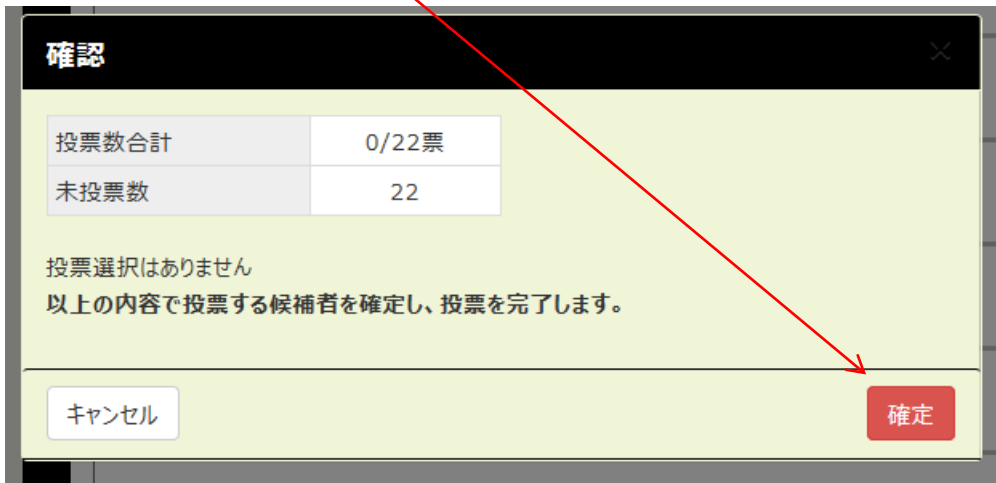 確認
投票数合計 0/22票
未投票数 22
投票選択はありません
以上の内容で投票する候補者を確定し、投票を完了します。
キャンセル 確定